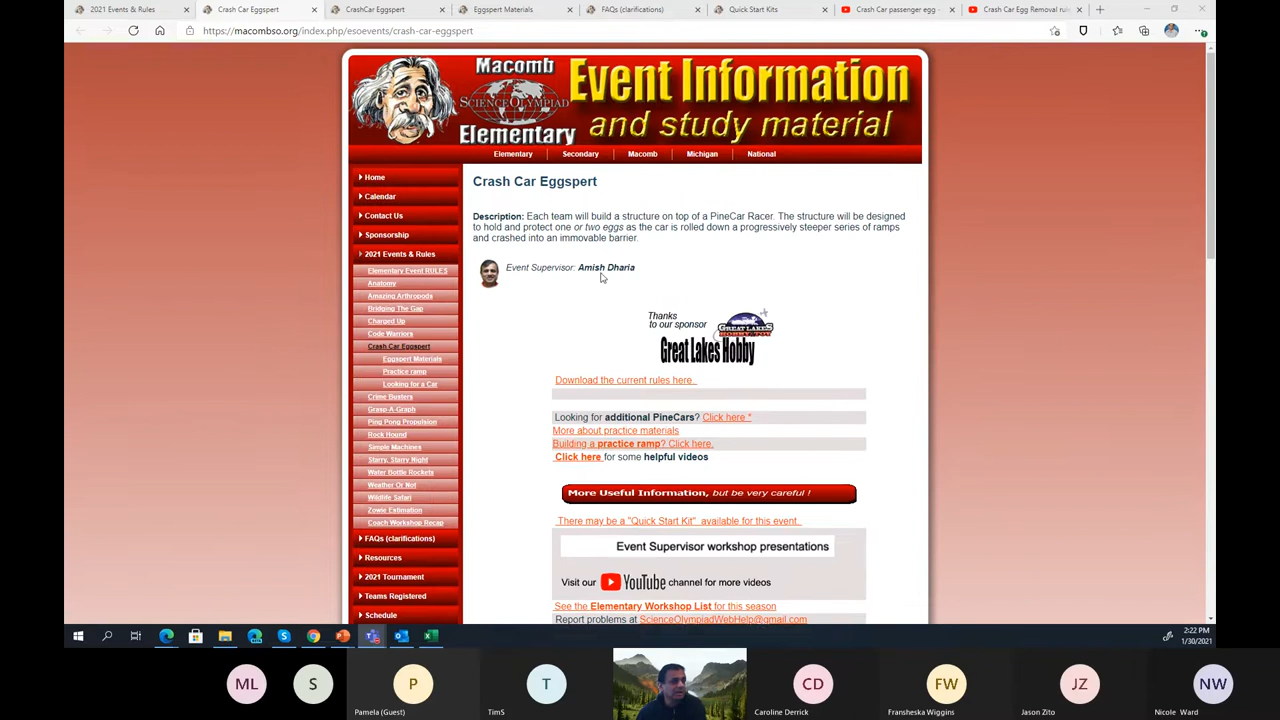 2021 Events & Rules
Crash Car Eggspert
CrashCar Eggspert
Eggspert Materials
FAQs (clarifications)
Quick Start Kits
Crash Car passenger egg -
Crash Car Egg Removal rul
https://macombso.org/index.php/esoevents/crash-car-eggspert
Macomb
Science Olympiad
Elementary
Event Information
and study material
Elementary
Secondary
Macomb
Michigan
National
Home
Calendar
Contact Us
Sponsorship
2021 Events & Rules
Elementary Event RULES
Anatomy
Amazing Arthropods
Bridging The Gap
Charged Up
Code Warriors
Crash Car Eggspert
Eggspert Materials
Practice ramp
Looking for a Car
Crime Busters
Grasp-A-Graph
Ping Pong Propulsion
Rock Hound
Simple Machines
Starry, Starry Night
Water Bottle Rockets
Weather Or Not
Wildlife Safari
Zowie Estimation
Coach Workshop Recap
FAQs (clarifications)
Resources
2021 Tournament
Teams Registered
Schedule
Crash Car Eggspert
Description: Each team will build a structure on top of a PineCar Racer. The structure will be designed
to hold and protect one or two eggs as the car is rolled down a progressively steeper series of ramps
and crashed into an immovable barrier.
Event Supervisor: Amish Dharia
Thanks
to our sponsor
GREAT LAKES
HOBBY & TOY
Great Lakes Hobby
Download the current rules here.
Looking for additional PineCars? Click here *
More about practice materials
Building a practice ramp? Click here.
Click here for some helpful videos
More Useful Information, but be very careful !
There may be a "Quick Start Kit" available for this event.
Event Supervisor workshop presentations
Visit our YouTube channel for more videos
See the Elementary Workshop List for this season
Report problems at ScienceOlympiadWebHelp@gmail.com
2:22 PM
1/30/2021
ML
S
P
T
CD
FW
JZ
NW
Pamela (Guest)
TimS
Caroline Derrick
Fransheska Wiggins
Jason Zito
Nicole Ward